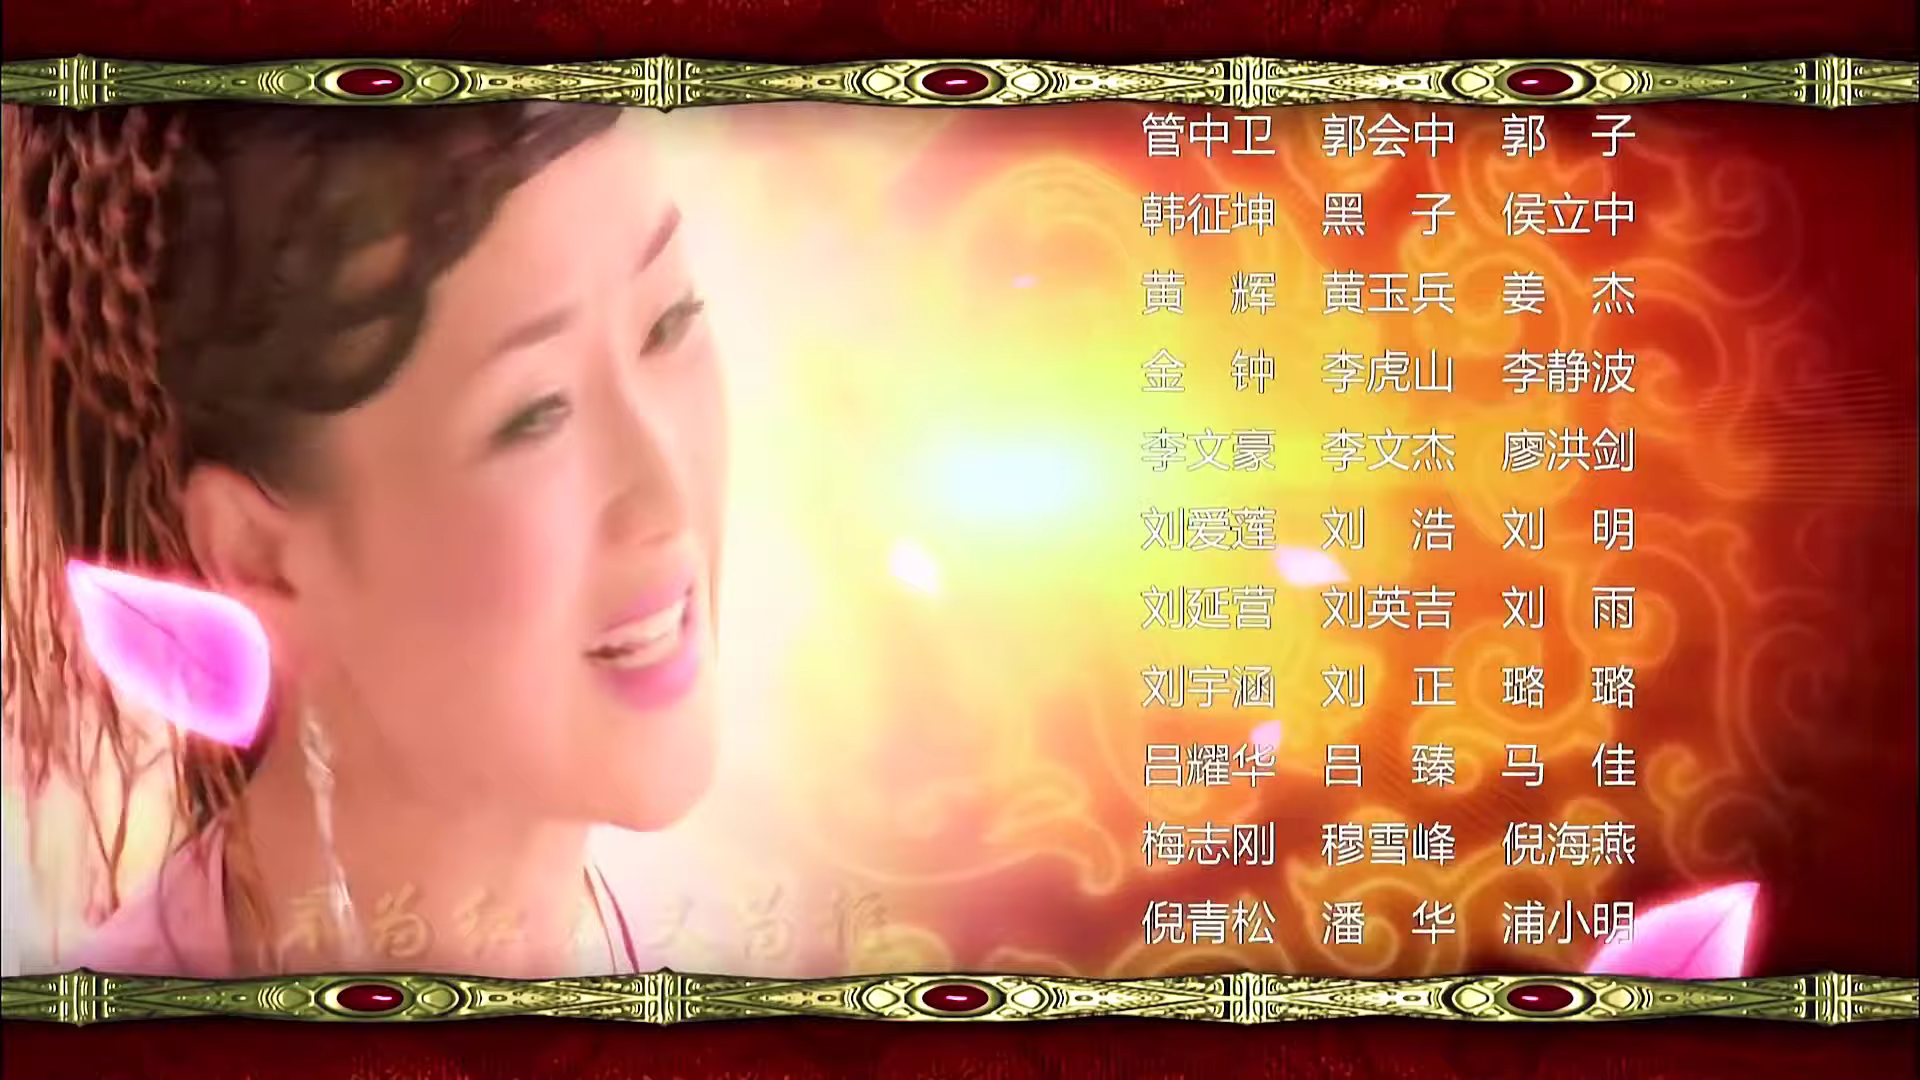 管中卫 郭会中 郭 子
韩征坤 黑 子 侯立中
黄 辉 黄玉兵 姜 杰
金 钟 李虎山 李静波
李文豪 李文杰 廖洪剑
刘爱莲 刘 浩 刘 明
刘延营 刘英吉 刘 雨
刘宇涵 刘 正 璐 璐
吕耀华 吕 臻 马 佳
梅志刚 穆雪峰 倪海燕
倪青松 潘 华 浦小明